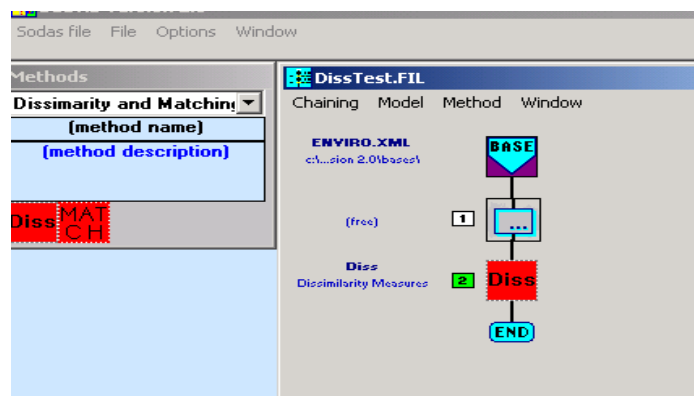 Sodas file File Options Window
Methods
Dissimarity and Matching
(method name)
(method description)
Diss MAT
CH
DissTest.FIL
Chaining Model Method Window
ENVIRO.XML
c:\...sion 2.0\bases\
BASE
(free)
1
...
Diss
Dissimilarity Measures
2
Diss
END